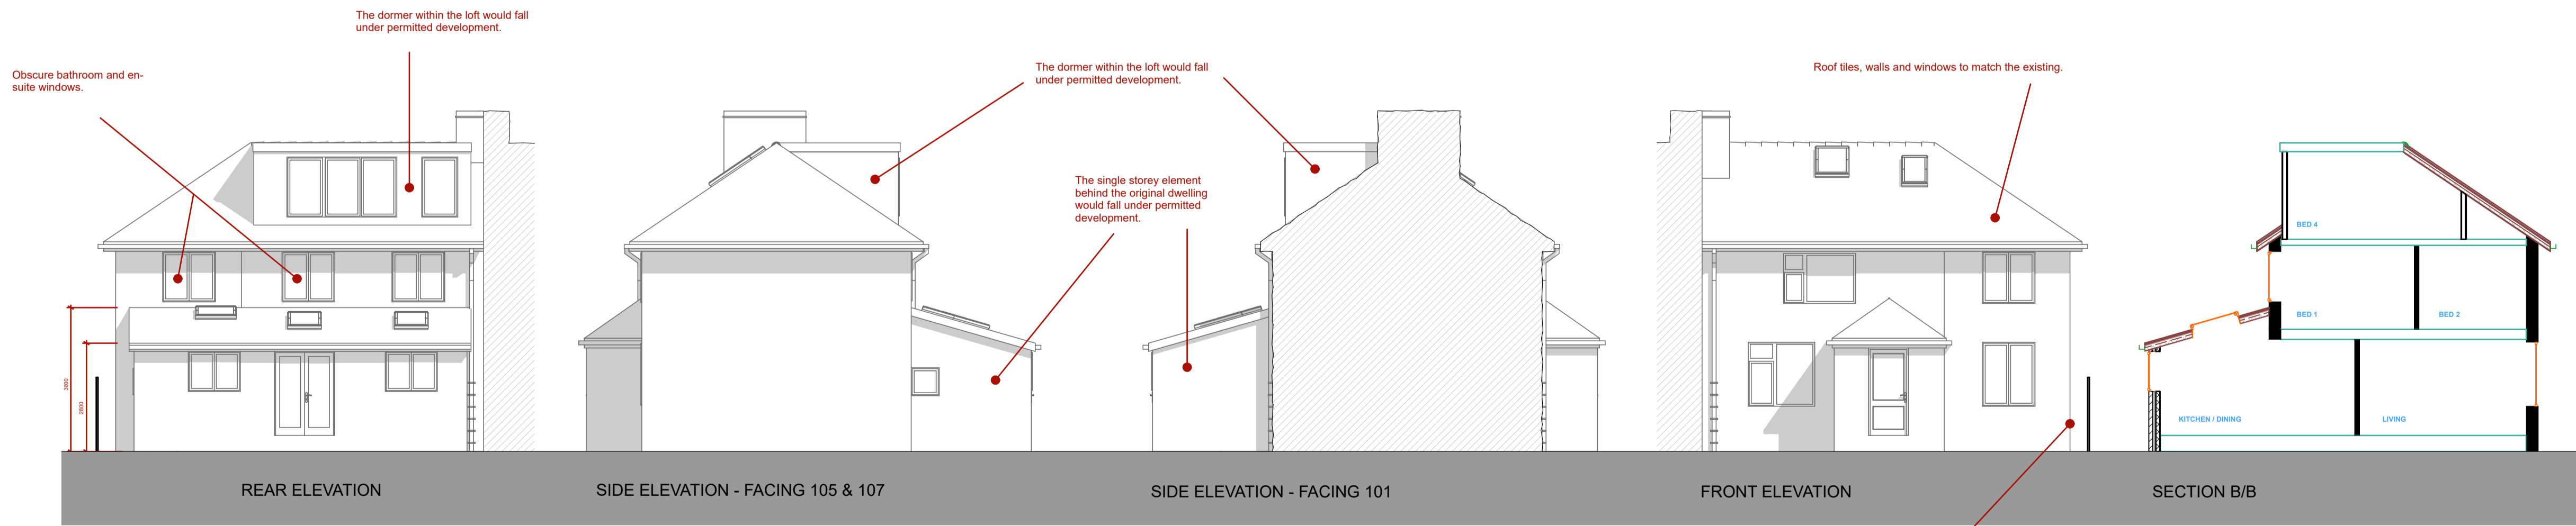 The dormer within the loft would fall
under permitted development.
Obscure bathroom and en-
suite windows.
The dormer within the loft would fall
under permitted development.
The single storey element
behind the original dwelling
would fall under permitted
development.
Roof tiles, walls and windows to match the existing.
3600
2800
BED 4
BED 1
BED 2
KITCHEN / DINING
LIVING
REAR ELEVATION
SIDE ELEVATION - FACING 105 & 107
SIDE ELEVATION - FACING 101
FRONT ELEVATION
SECTION B/B